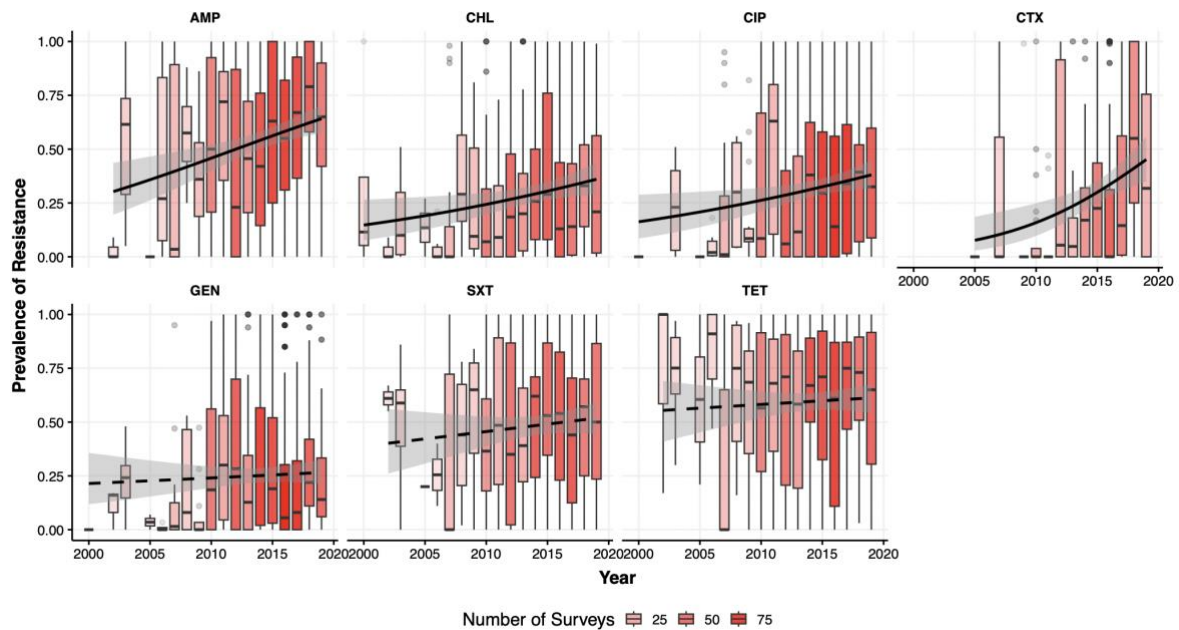 AMP CHL CIP CTX
1.00
0.75
0.50
0.25
0.00
2000 2005 2010 2015 2020
GEN SXT TET
1.00
0.75
0.50
0.25
0.00
2000 2005 2010 2015 2020 2000 2005 2010 2015 2020 2000 2005 2010 2015 2020
Prevalence of Resistance
Year
Number of Surveys 25 50 75